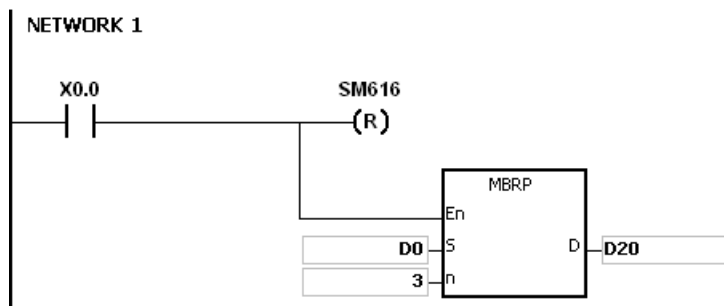 NETWORK 1
X0.0
SM616
(R)
MBRP
En
D0 S D D20
3 n